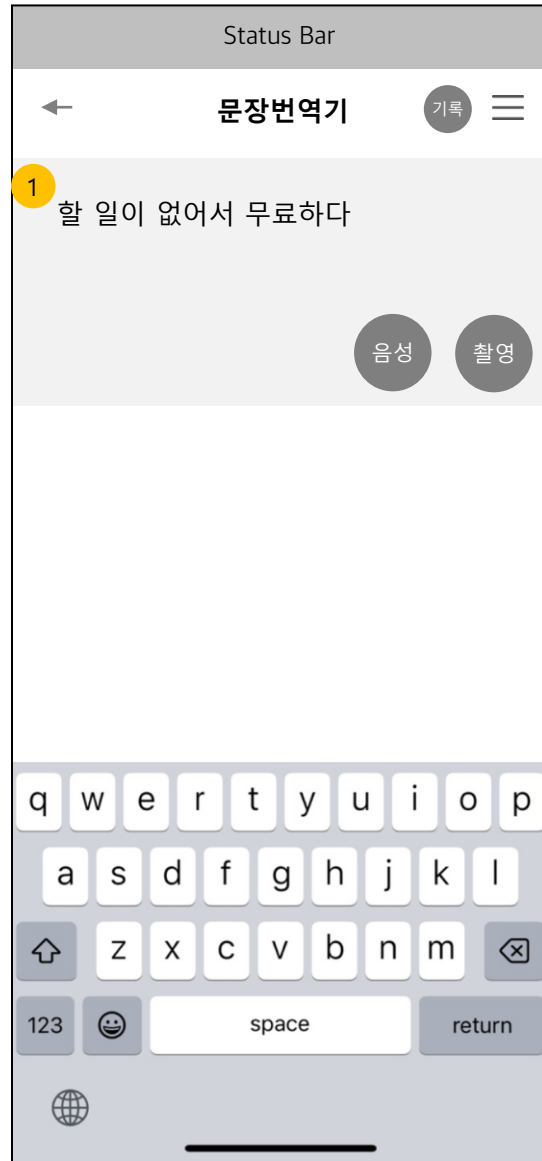 Status Bar
문장번역기
기록
1
할 일이 없어서 무료하다
음성
촬영
q w e r t y u i o p
a s d f g h j k l
z x c v b n m
123 space return